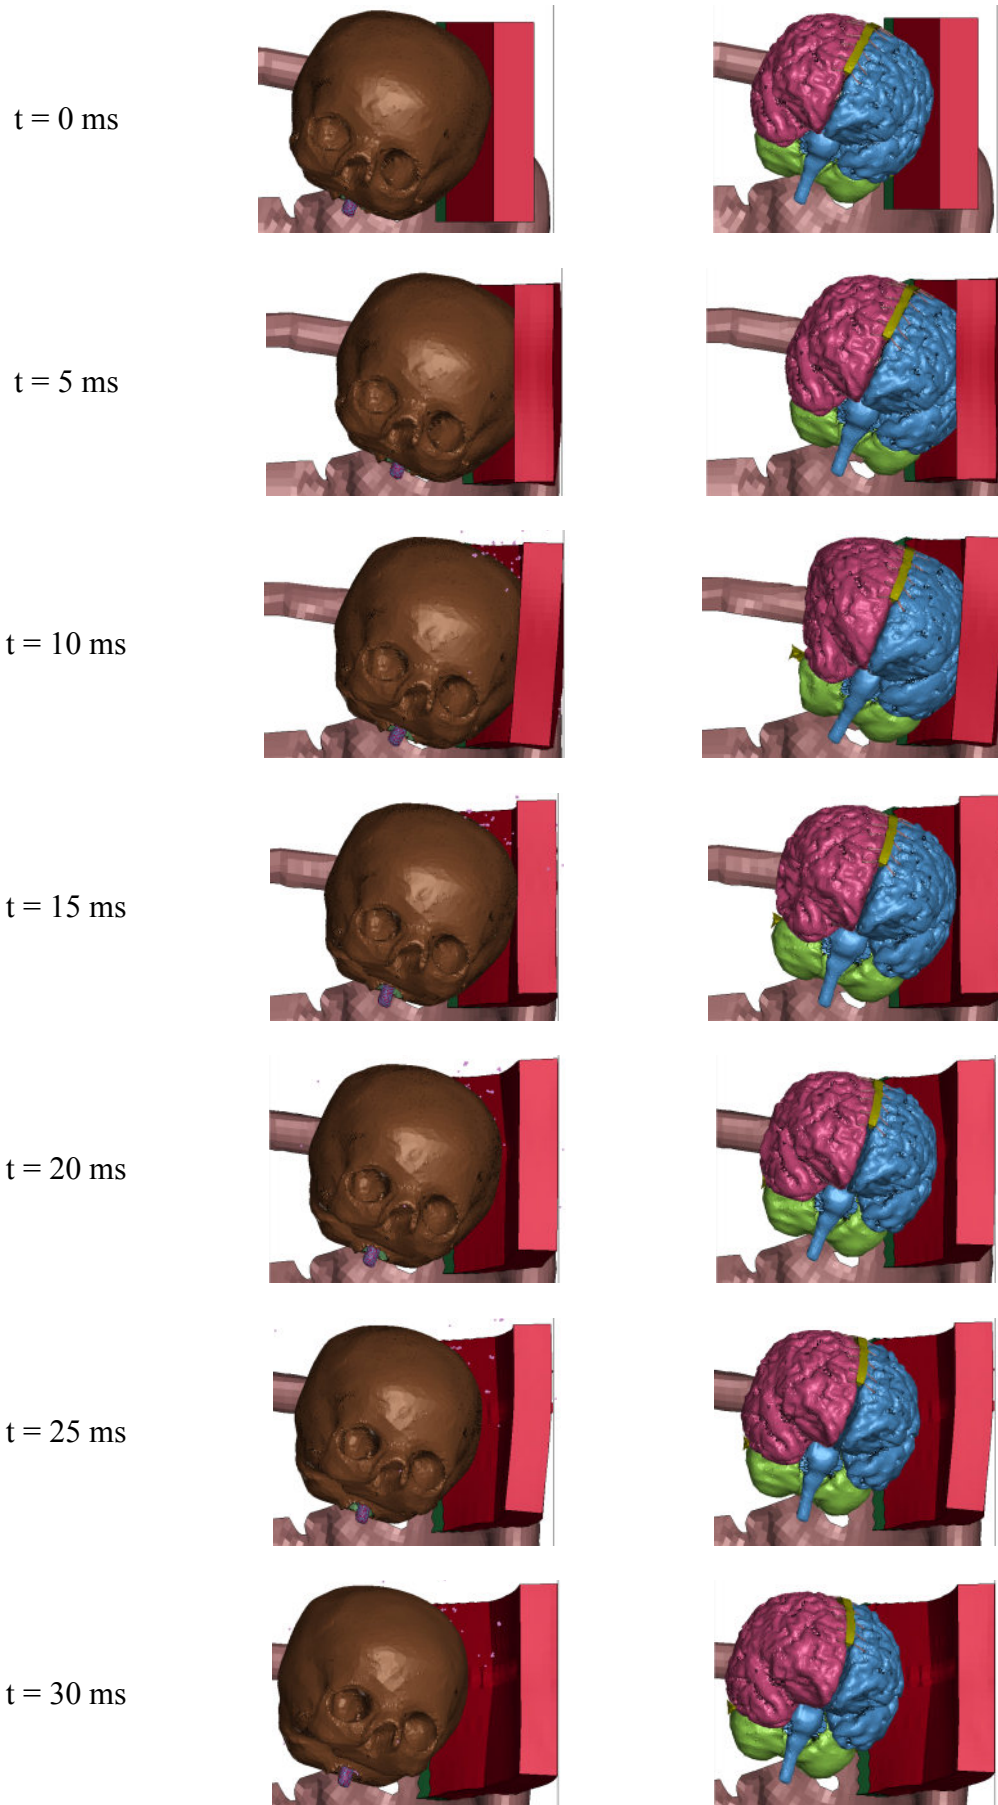 t = 0 ms
t = 5 ms
t = 10 ms
t = 15 ms
t = 20 ms
t = 25 ms
t = 30 ms